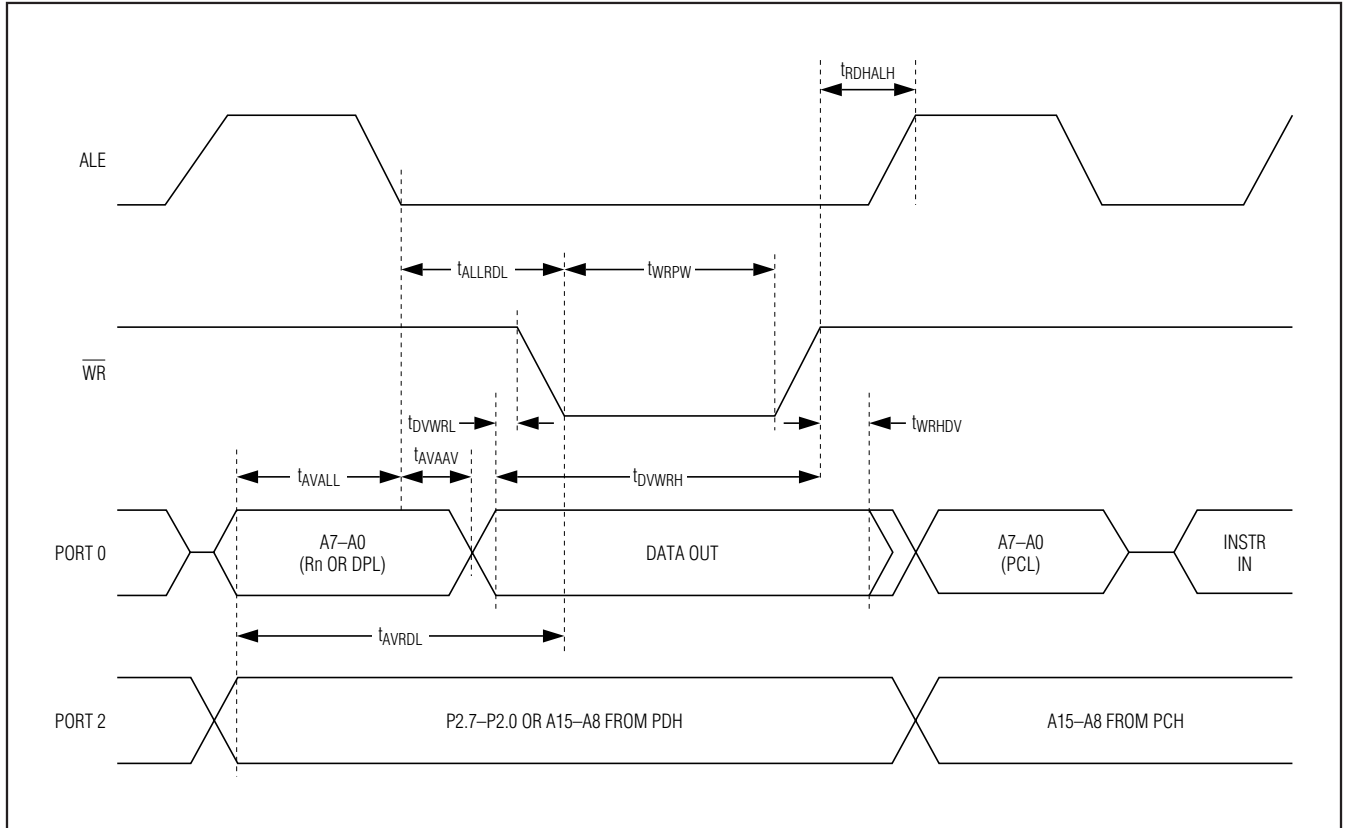 tRDHALH
ALE
tALLRDL
tWRPW
WR
tDVWRL
tWRHDV
tAVAAV
tAVALL
tDVWRH
PORT 0
A7–A0
(Rn OR DPL)
DATA OUT
A7–A0
(PCL)
INSTR
IN
tAVRDL
PORT 2
P2.7–P2.0 OR A15–A8 FROM PDH
A15–A8 FROM PCH